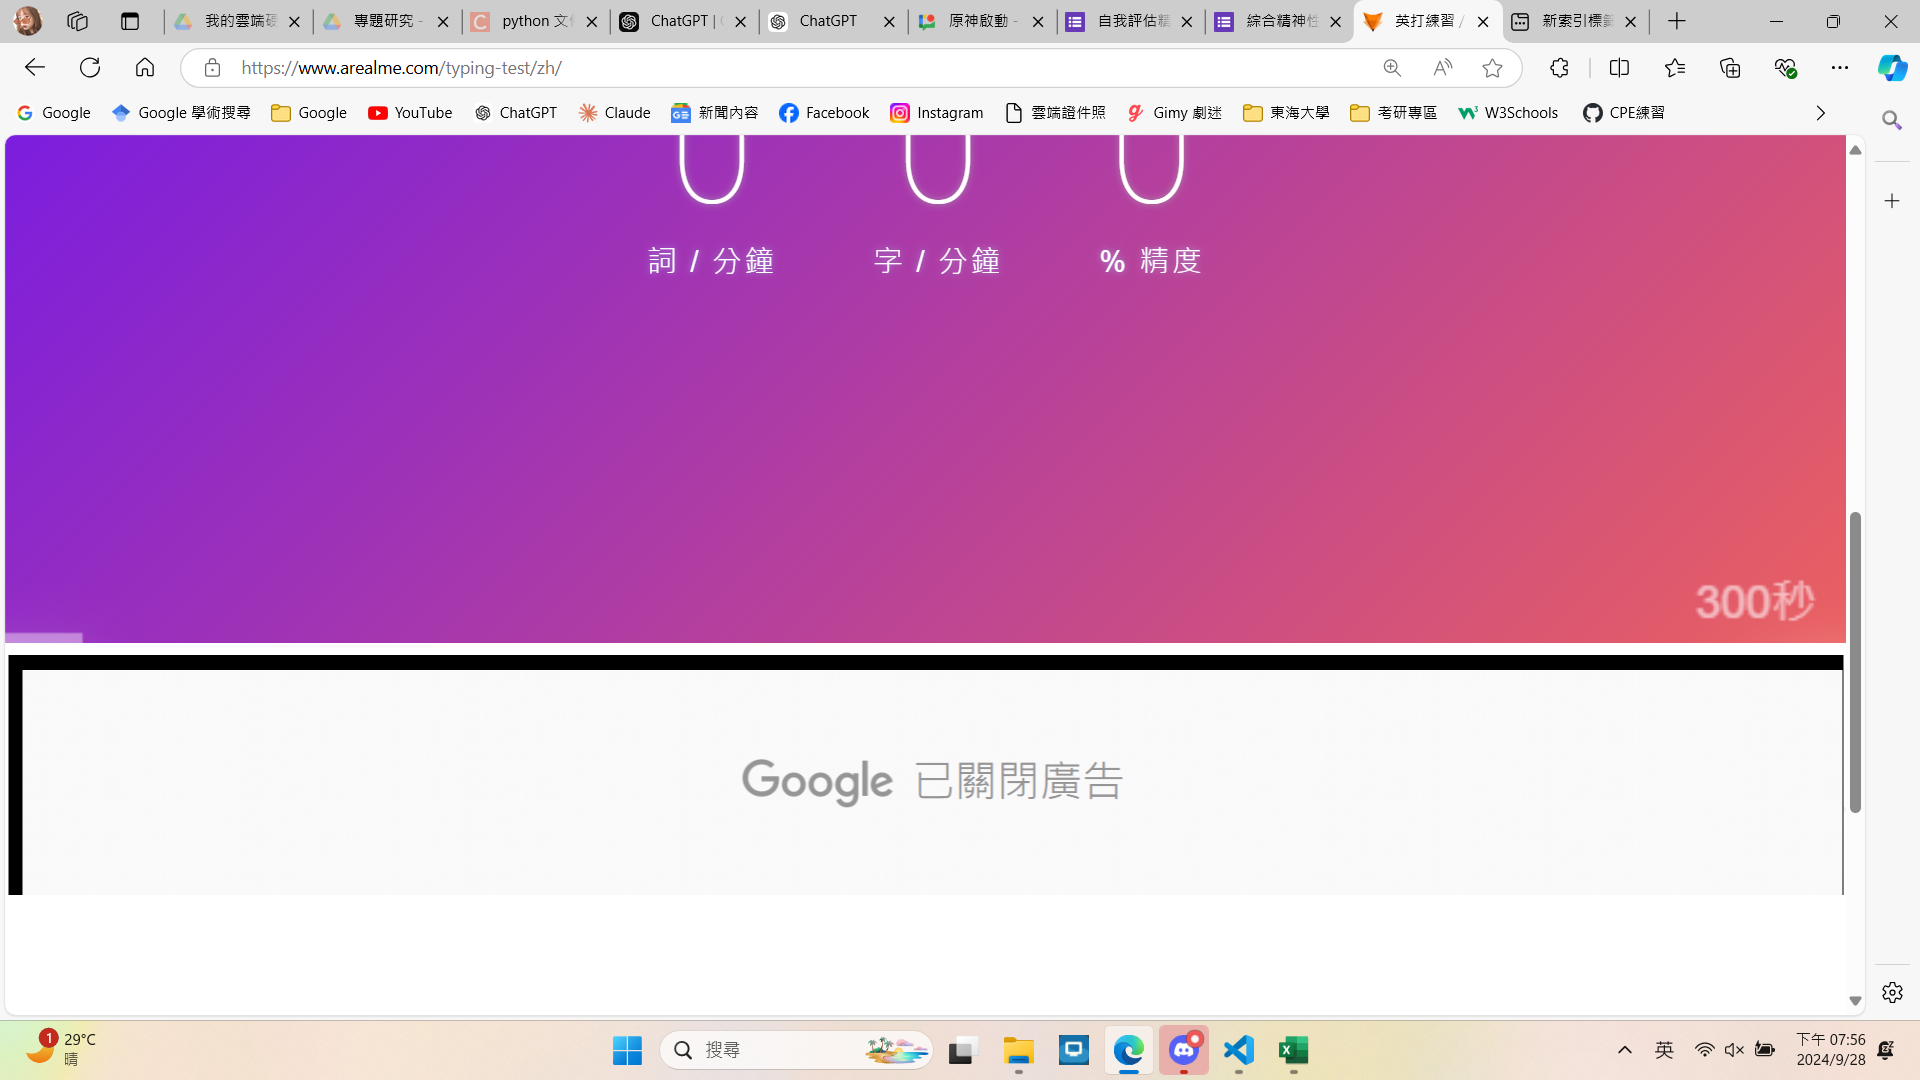 我的雲端硬
專題研究 -
python 文件
ChatGPT | C
ChatGPT
原神啟動 -
自我評估精
綜合精神性
英打練習 /
新索引標籤
https://www.arealme.com/typing-test/zh/
Google
Google 學術搜尋
Google
YouTube
ChatGPT
Claude
新聞內容
Facebook
Instagram
雲端證件照
Gimy 劇迷
東海大學
考研專區
W3Schools
CPE練習
0 0 0
詞 / 分鐘
字 / 分鐘
% 精度
300秒
Google 已關閉廣告
1
29°C
晴
搜尋
英
下午 07:56
2024/9/28